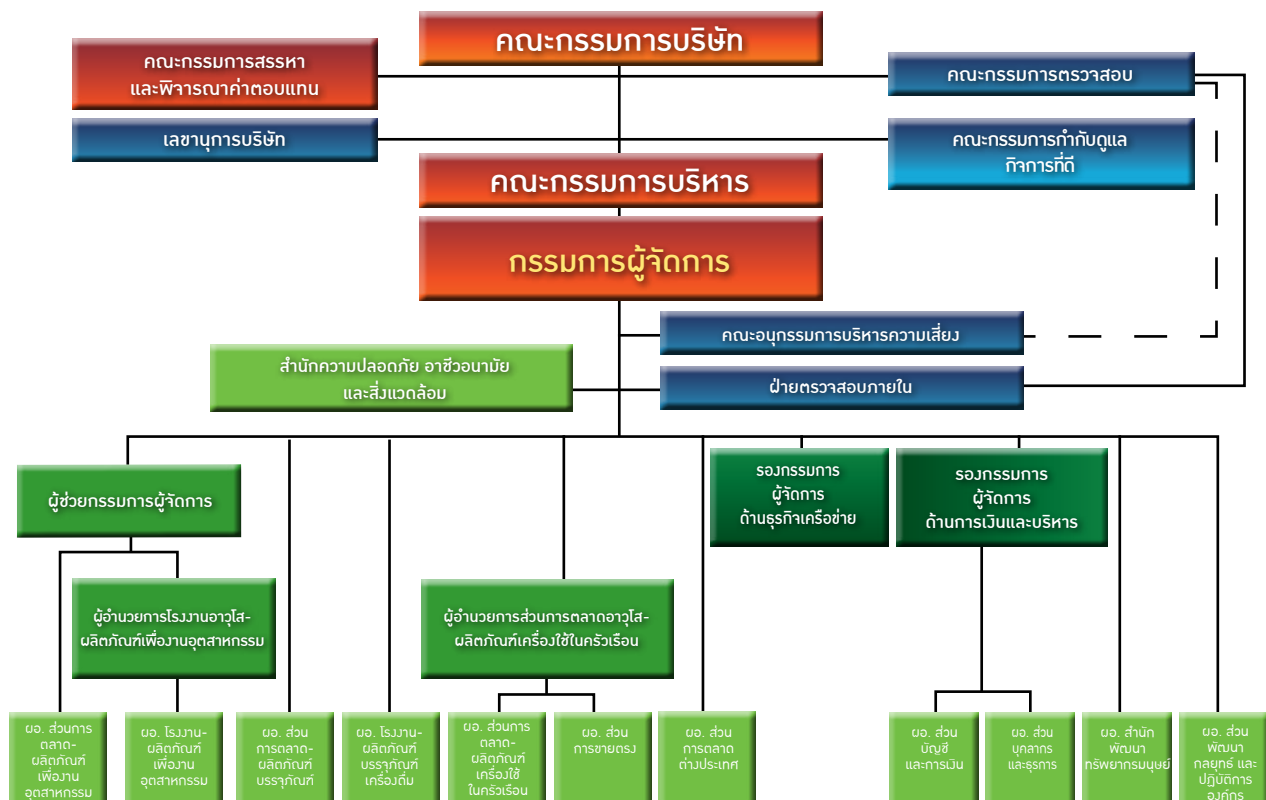 คณะกรรมการบริษัท
คณะกรรมการสรรหา
และพิจารณาค่าตอบแทน
คณะกรรมการตรวจสอบ
เลขานุการบริษัท
คณะกรรมการกำกับดูแล
กิจการที่ดี
คณะกรรมการบริหาร
กรรมการผู้จัดการ
คณะอนุกรรมการบริหารความเสี่ยง
สำนักความปลอดภัย อาชีวอนามัย
และสิ่งแวดล้อม
ฝ่ายตรวจสอบภายใน
ผู้ช่วยกรรมการผู้จัดการ
รองกรรมการ
ผู้จัดการ
ด้านธุรกิจเครือข่าย
รองกรรมการ
ผู้จัดการ
ด้านการเงินและบริหาร
ผู้อำนวยการโรงงานอาวุโส-
ผลิตภัณฑ์เพื่องานอุตสาหกรรม
ผู้อำนวยการส่วนการตลาดอาวุโส-
ผลิตภัณฑ์เครื่องใช้ในครัวเรือน
ผอ. ส่วนการ
ตลาด-
ผลิตภัณฑ์
เพื่องาน
อุตสาหกรรม
ผอ. โรงงาน-
ผลิตภัณฑ์
เพื่องาน
อุตสาหกรรม
ผอ. ส่วน
การตลาด-
ผลิตภัณฑ์
บรรจุภัณฑ์
ผอ. โรงงาน-
ผลิตภัณฑ์
บรรจุภัณฑ์
เครื่องดื่ม
ผอ. ส่วนการ
ตลาด-
ผลิตภัณฑ์
เครื่องใช้
ในครัวเรือน
ผอ. ส่วน
การขายตรง
ผอ. ส่วน
การตลาด
ต่างประเทศ
ผอ. ส่วน
บัญชี
และการเงิน
ผอ. ส่วน
บุคลากร
และธุรการ
ผอ. สำนัก
พัฒนา
ทรัพยากรมนุษย์
ผอ. ส่วน
พัฒนา
กลยุทธ์ และ
ปฏิบัติการ
องค์กร